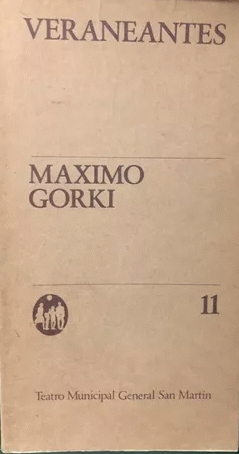 VERANEANTES
MAXIMO
GORKI
11
Teatro Municipal General San Martín